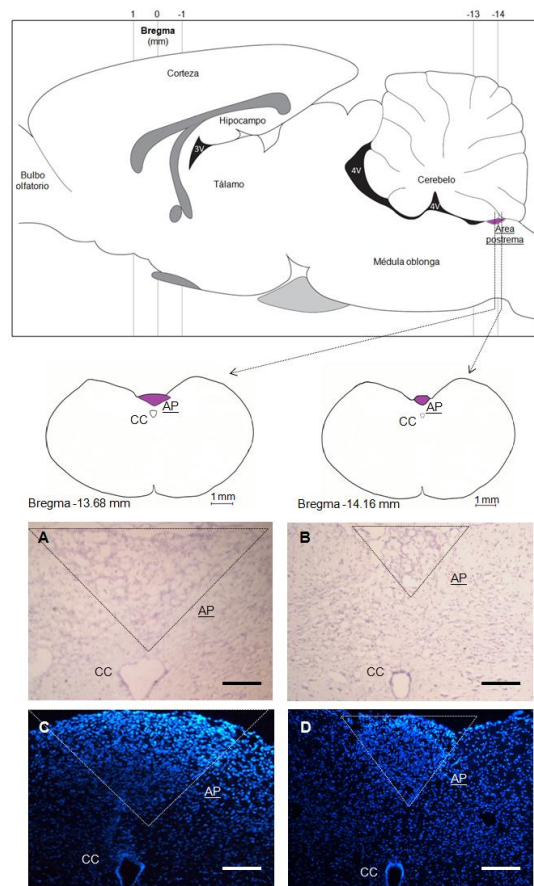 1
0
-1
-13
-14
Bregma
(mm)
Corteza
Hipocampo
3V
Bulbo
olfatorio
Tálamo
4V
Cerebelo
4V
Área
postrema
Médula oblonga
AP
CC
Bregma -13.68 mm
1 mm
AP
CC
Bregma -14.16 mm
1 mm
A
AP
CC
B
AP
CC
C
AP
CC
D
AP
CC